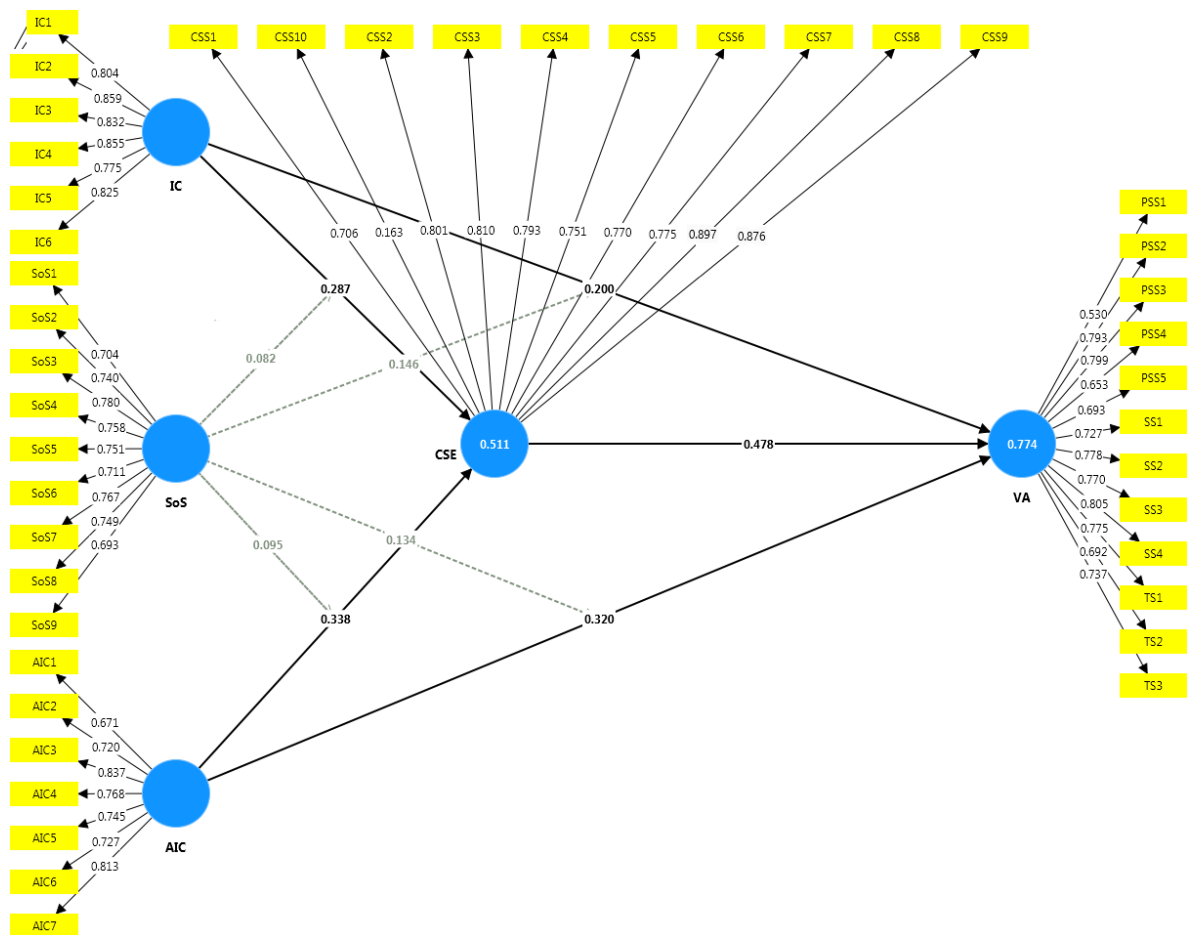 IC1
CSS1 CSS10 CSS2 CSS3 CSS4 CSS5 CSS6 CSS7 CSS8 CSS9
IC2
0.804
0.859
IC3
0.832
IC4
0.855
0.775
IC5
0.825
IC
IC6
PSS1
0.706 0.163 0.801 0.810 0.793 0.751 0.770 0.775 0.897 0.876
PSS2
SoS1
0.287
0.200
PSS3
SoS2
0.530
PSS4
0.793
0.704
0.082
0.146
0.799
SoS3
0.740
0.653
PSS5
0.780
SoS4
0.693
0.758
SS1
0.727
SoS5
0.751
CSE
0.511
0.478
0.774
0.778
SS2
0.711
0.770
SoS6
0.767
SoS
VA
SS3
0.805
SoS7
0.749
0.775
0.693
0.095
0.134
0.692
SS4
SoS8
0.737
TS1
SoS9
0.338
0.320
TS2
AIC1
TS3
AIC2
0.671
0.720
AIC3
0.837
AIC4
0.768
0.745
AIC5
0.727
AIC
0.813
AIC6
AIC7